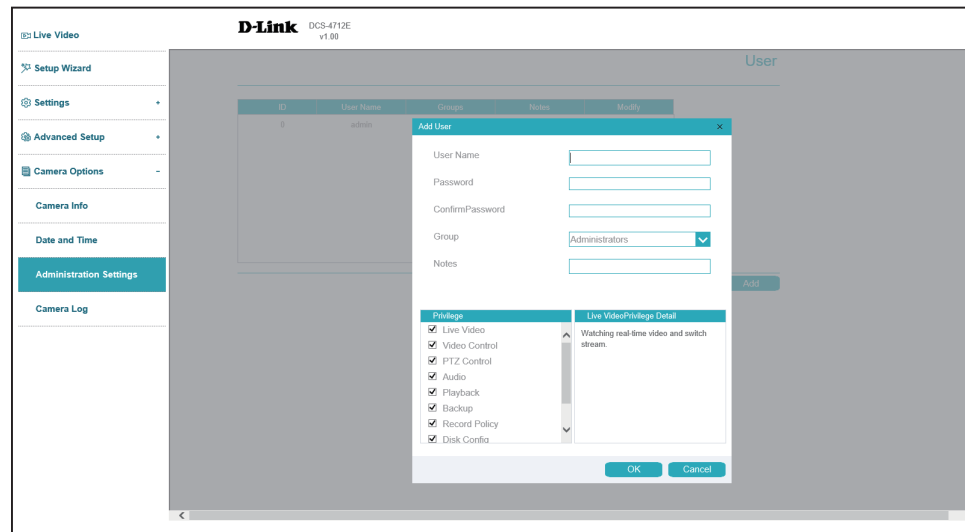 D-Link DCS-4712E
v1.00
Live Video
Setup Wizard
Settings +
Advanced Setup +
Camera Options -
Camera Info
Date and Time
Administration Settings
Camera Log
User
ID User Name Groups Notes Modify
0 admin
Add User ×
User Name
Password
ConfirmPassword
Group Administrators
Notes
Add
Privilege
Live Video
Video Control
PTZ Control
Audio
Playback
Backup
Record Policy
Disk Config
Live VideoPrivilege Detail
Watching real-time video and switch
stream.
OK Cancel